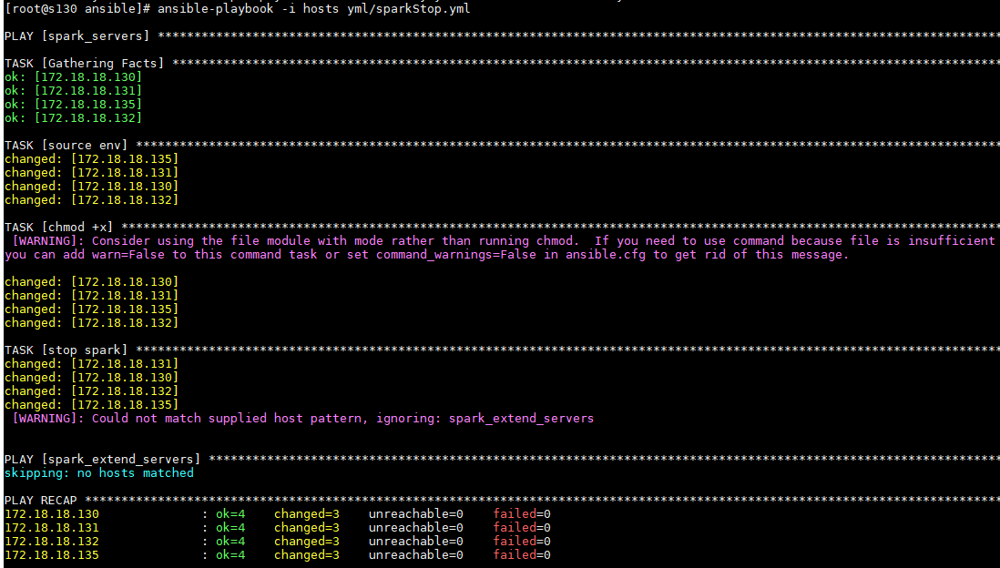 [root@s130 ansible]# ansible-playbook -i hosts yml/sparkStop.yml
PLAY [spark_servers] ********************************************************************************************************************
TASK [Gathering Facts] ******************************************************************************************************************
ok: [172.18.18.130]
ok: [172.18.18.131]
ok: [172.18.18.135]
ok: [172.18.18.132]
TASK [source env] ***********************************************************************************************************************
changed: [172.18.18.135]
changed: [172.18.18.131]
changed: [172.18.18.130]
changed: [172.18.18.132]
TASK [chmod +x] *************************************************************************************************************************
[WARNING]: Consider using the file module with mode rather than running chmod.  If you need to use command because file is insufficient
you can add warn=False to this command task or set command_warnings=False in ansible.cfg to get rid of this message.
changed: [172.18.18.130]
changed: [172.18.18.131]
changed: [172.18.18.135]
changed: [172.18.18.132]
TASK [stop spark] ***********************************************************************************************************************
changed: [172.18.18.131]
changed: [172.18.18.130]
changed: [172.18.18.132]
changed: [172.18.18.135]
[WARNING]: Could not match supplied host pattern, ignoring: spark_extend_servers
PLAY [spark_extend_servers] *************************************************************************************************************
skipping: no hosts matched
PLAY RECAP ******************************************************************************************************************************
172.18.18.130              : ok=4    changed=3    unreachable=0    failed=0
172.18.18.131              : ok=4    changed=3    unreachable=0    failed=0
172.18.18.132              : ok=4    changed=3    unreachable=0    failed=0
172.18.18.135              : ok=4    changed=3    unreachable=0    failed=0